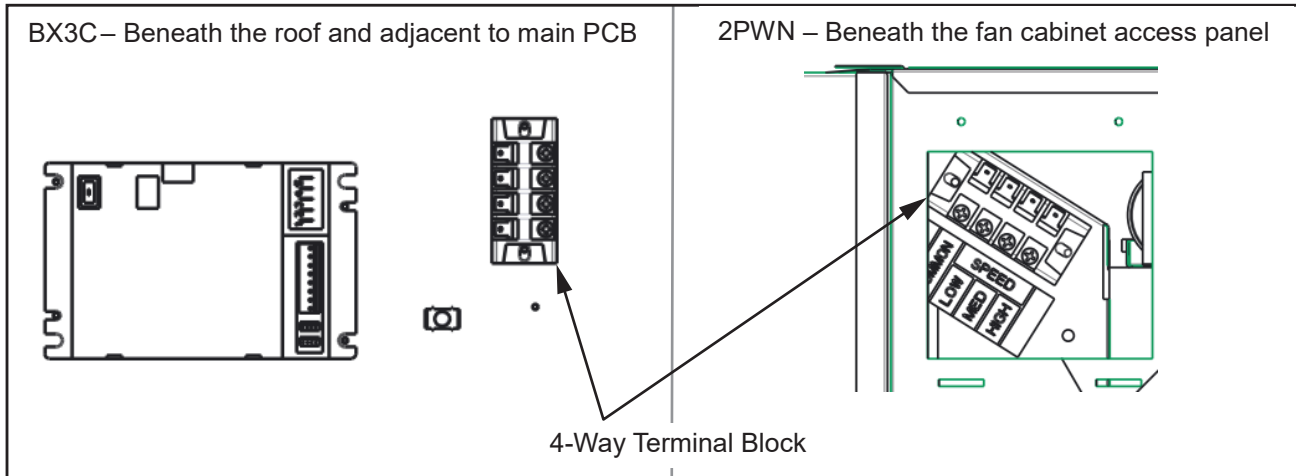 BX3C – Beneath the roof and adjacent to main PCB
2PWN – Beneath the fan cabinet access panel
MMON
SPEED
LOW
MED
HIGH
4-Way Terminal Block